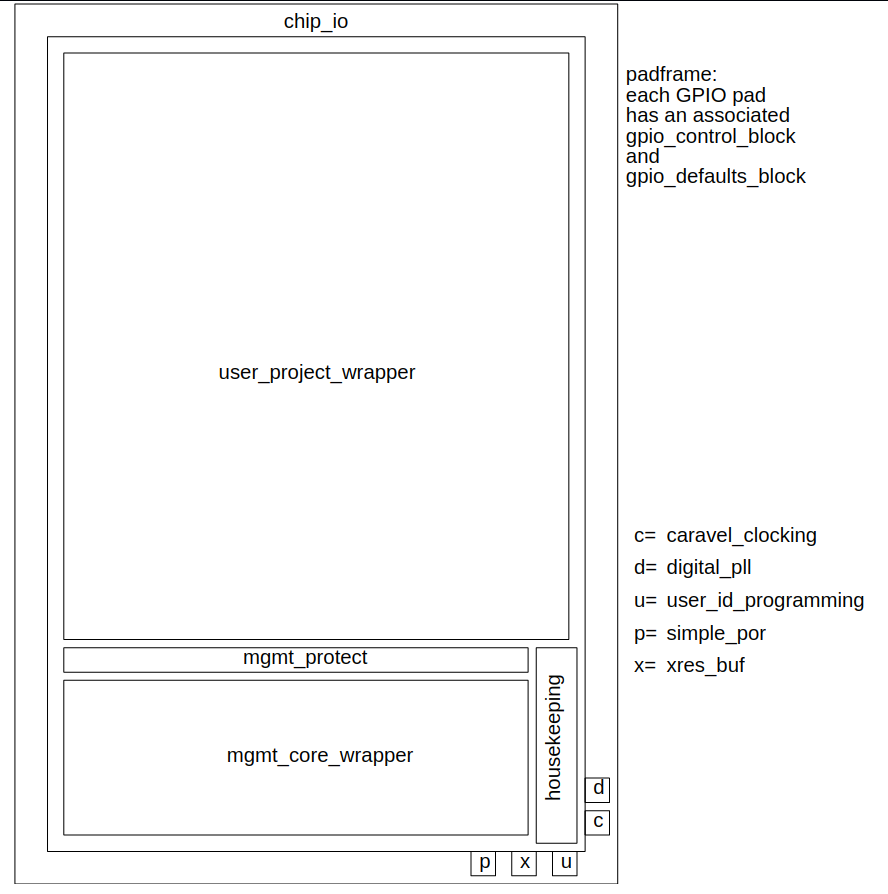 chip_io
padframe:
each GPIO pad
has an associated
gpio_control_block
and
gpio_defaults_block
user_project_wrapper
c= caravel_clocking
d= digital_pll
u= user_id_programming
p= simple_por
x= xres_buf
mgmt_protect
housekeeping
mgmt_core_wrapper
d
c
p
x
u